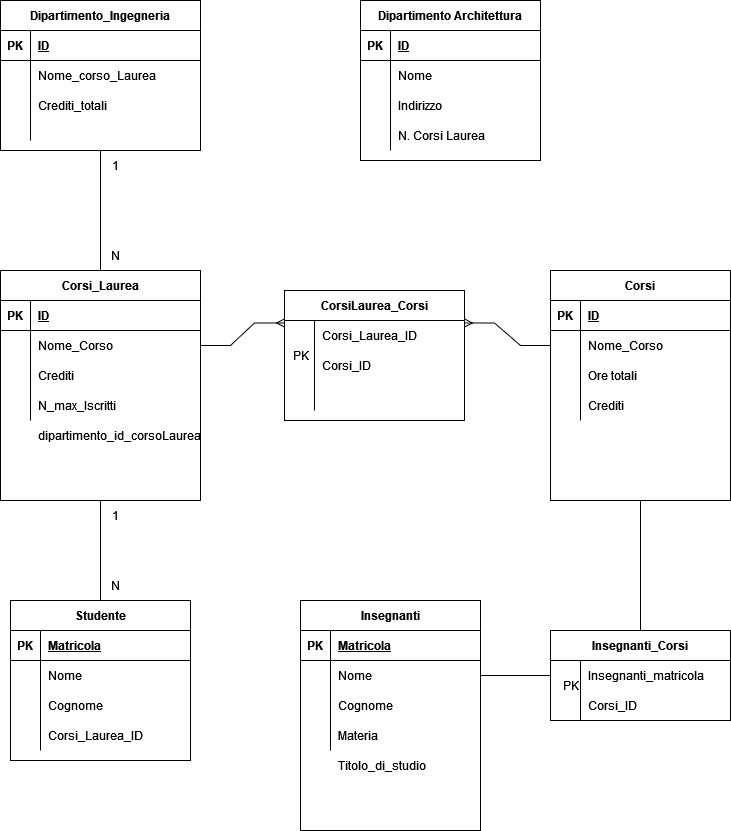 Dipartimento_Ingegneria
PK ID
Nome_corso_Laurea
Crediti_totali
Dipartimento Architettura
PK ID
Nome
Indirizzo
N. Corsi Laurea
1
N
Corsi_Laurea
PK ID
Nome_Corso
Crediti
N_max_Iscritti
dipartimento_id_corsoLaurea
CorsiLaurea_Corsi
Corsi_Laurea_ID
PK
Corsi_ID
Corsi
PK ID
Nome_Corso
Ore totali
Crediti
1
N
Studente
PK Matricola
Nome
Cognome
Corsi_Laurea_ID
Insegnanti
PK Matricola
Nome
Cognome
Materia
Titolo_di_studio
Insegnanti_Corsi
Insegnanti_matricola
PK
Corsi_ID